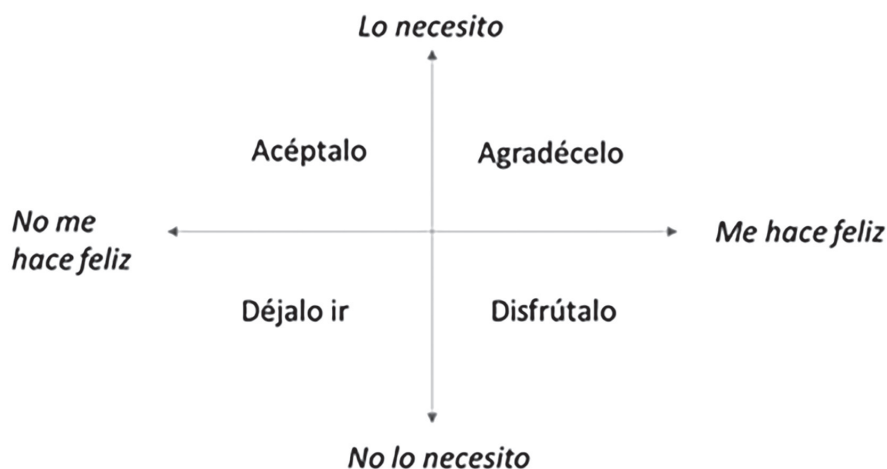 Lo necesito
Acéptalo
Agradécelo
No me
hace feliz
Me hace feliz
Déjalo ir
Disfrútalo
No lo necesito